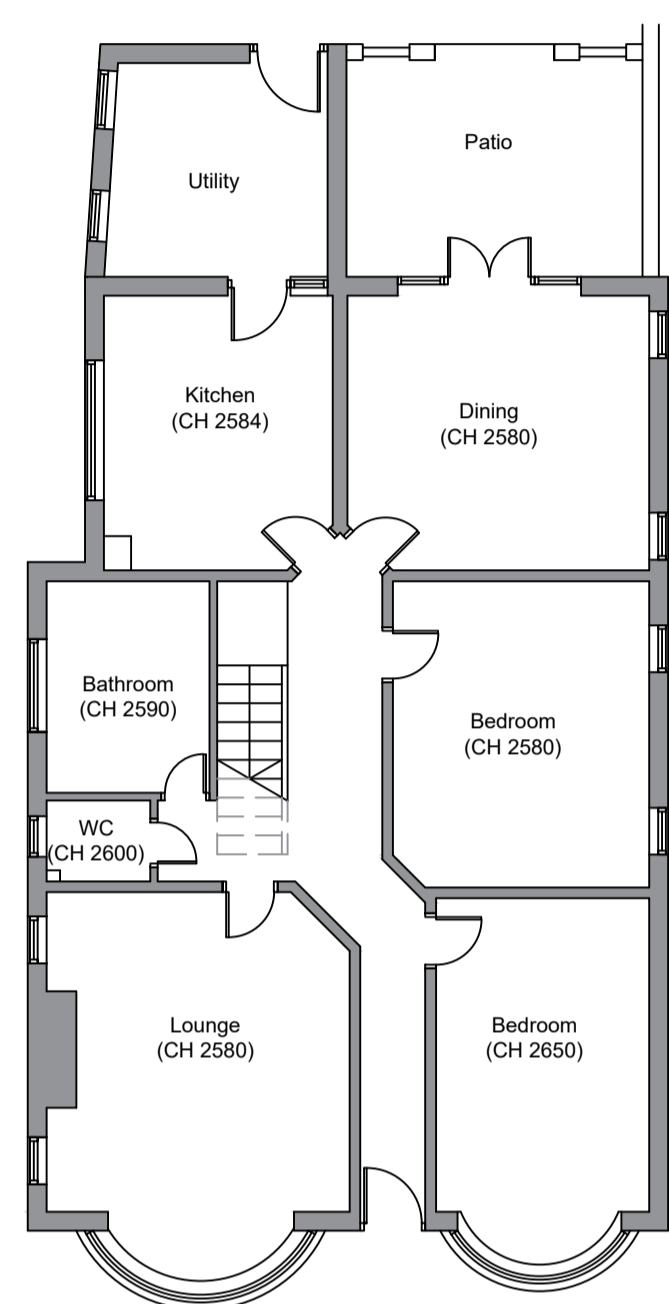 Patio
Utility
Kitchen
(CH 2584)
Dining
(CH 2580)
Bathroom
(CH 2590)
Bedroom
(CH 2580)
WC
(CH 2600)
Lounge
(CH 2580)
Bedroom
(CH 2650)